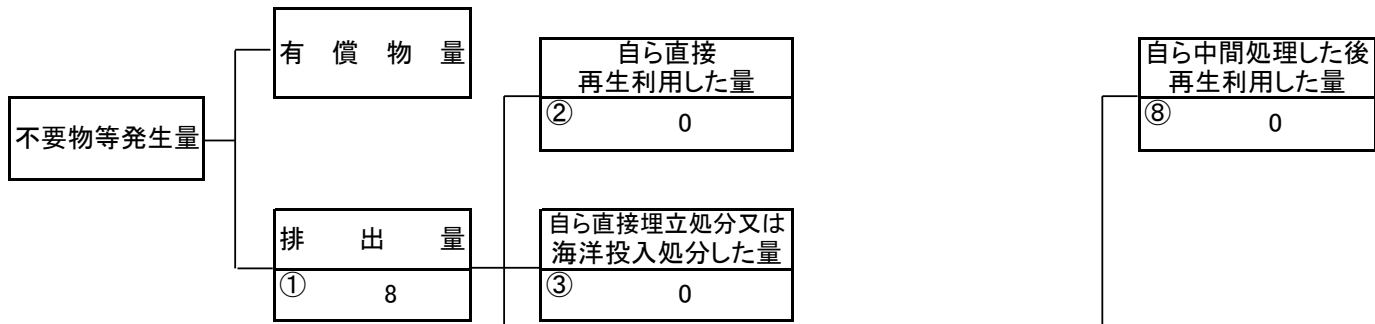 有償物量
自ら直接
再生利用した量
② 0
自ら中間処理した後
再生利用した量
⑧ 0
不要物等発生量
排出量
① 8
自ら直接埋立処分又は
海洋投入処分した量
③ 0